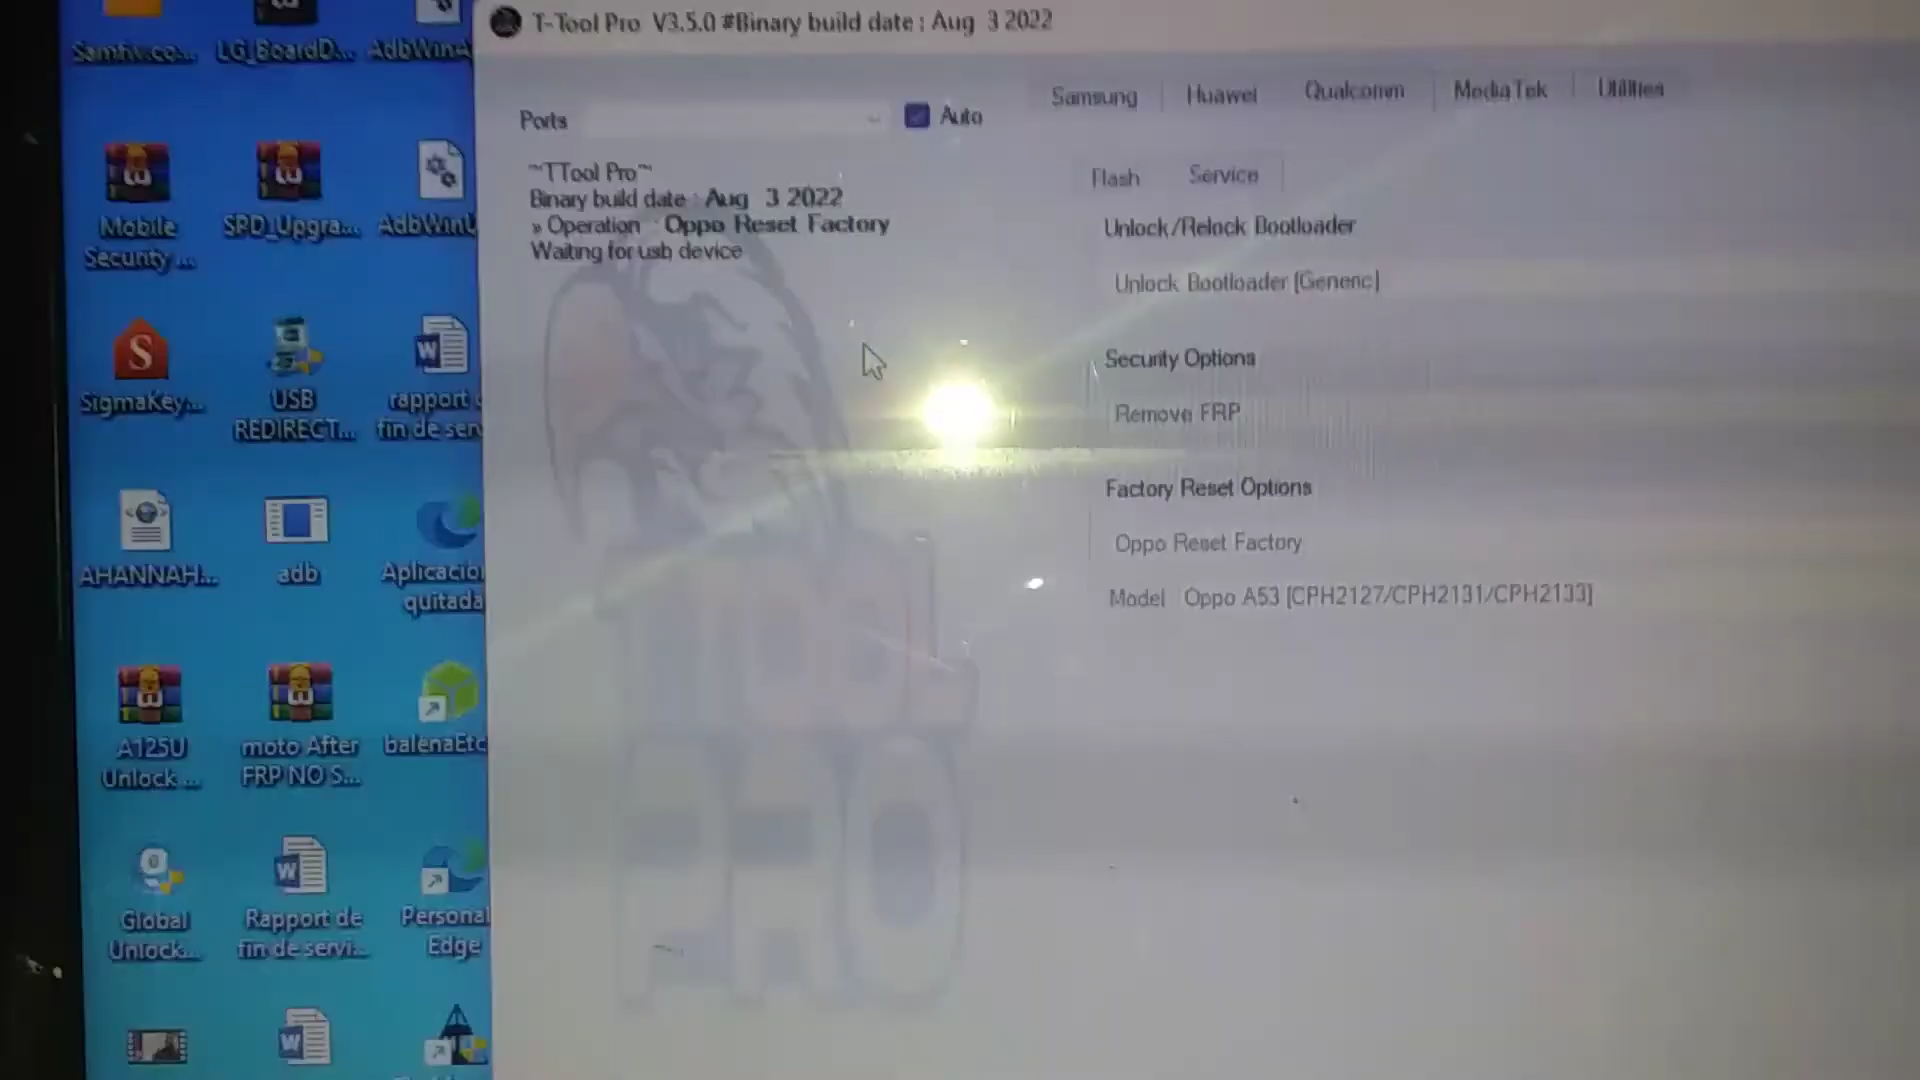 T-Tool Pro V3.5.0 #Binary build date : Aug 3 2022
Samfw.co...
LG_BoardD...
AdbWinA
Ports
Auto
Samsung
Huawei
Qualcomm
MediaTek
Utilities
~TTool Pro~
Binary build date : Aug 3 2022
» Operation Oppo Reset Factory
Waiting for usb device
Flash
Service
Unlock/Relock Bootloader
Unlock Bootloader [Generic]
Security Options
Remove FRP
Factory Reset Options
Oppo Reset Factory
Model Oppo A53 [CPH2127/CPH2131/CPH2133]
Mobile
Security ...
SPD_Upgra...
AdbWinU
SigmaKey...
USB
REDIRECT...
rapport
fin de ser
AHANNAH...
adb
Aplicacio
quitada
A125U
Unlock ...
moto After
FRP NO S...
balenaEtc
Global
Unlock...
Rapport de
fin de servi...
Personal
Edge